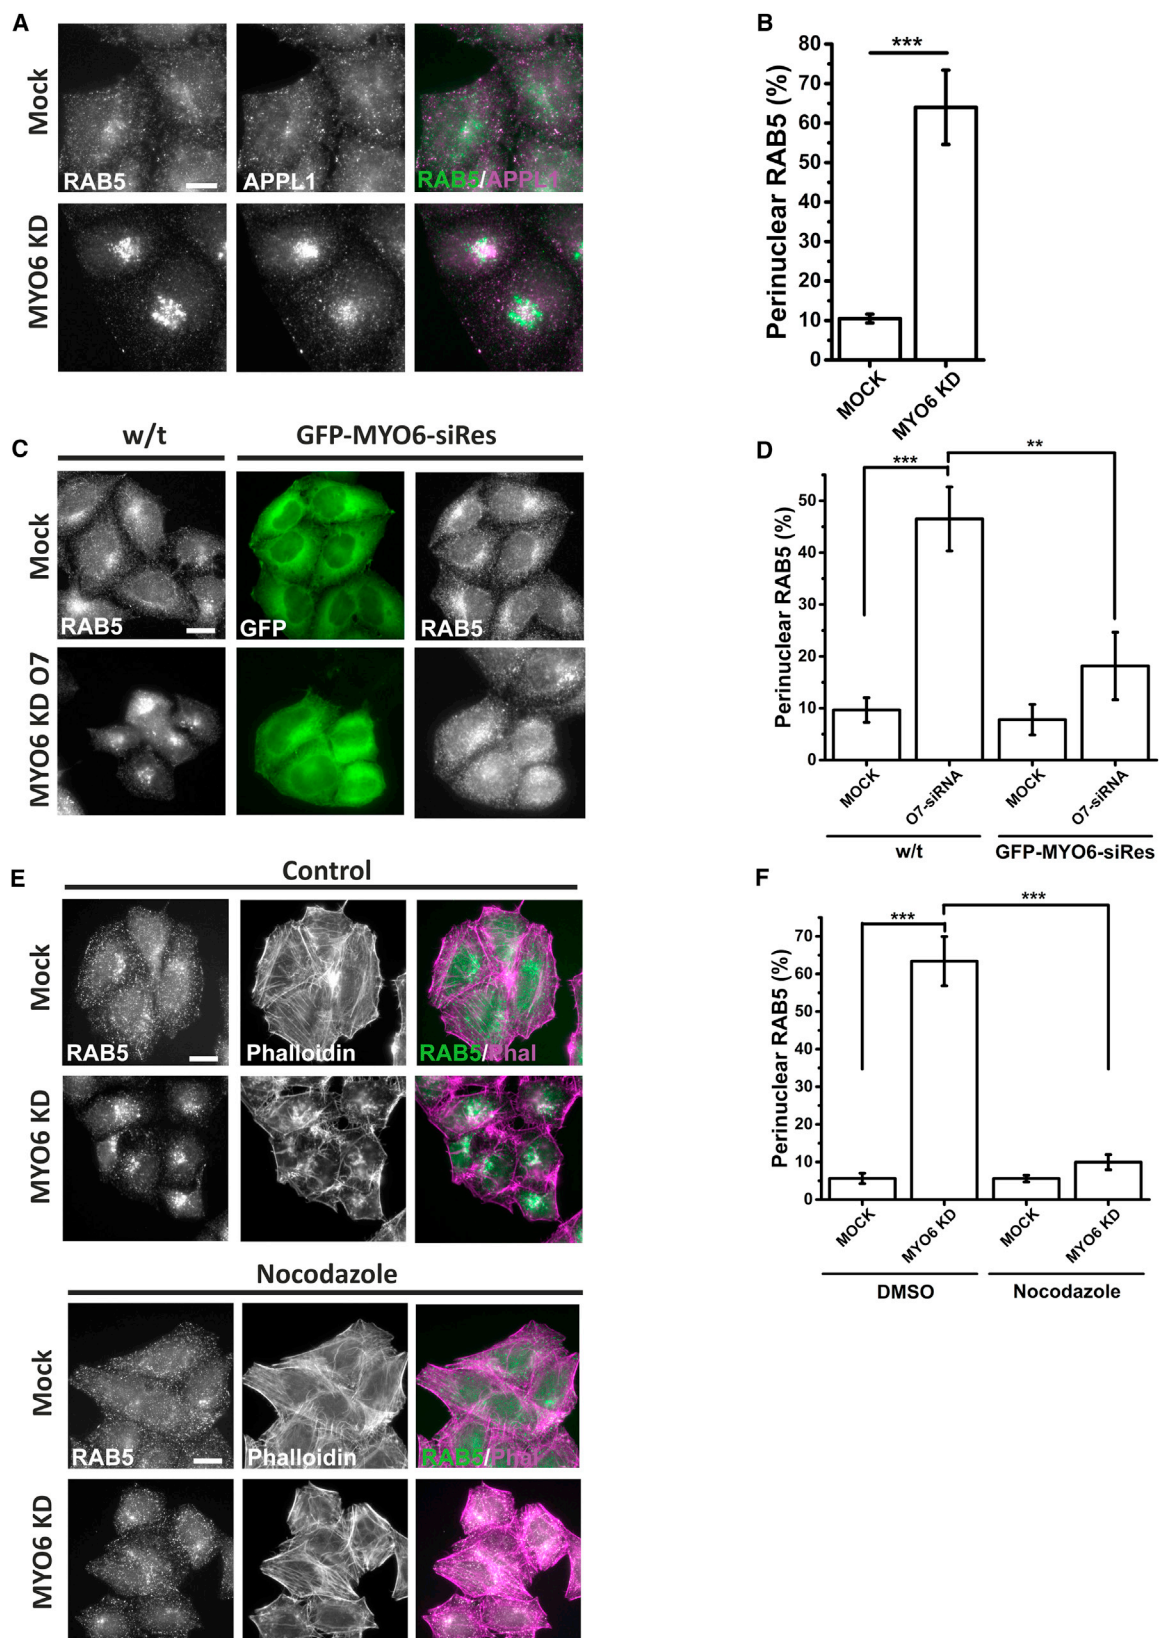 A
Mock
RAB5
APPL1
RAB5/APPL1
MYO6 KD
B
***
Perinuclear RAB5 (%)
80
70
60
50
40
30
20
10
0
MOCK
MYO6 KD
C
w/t
GFP-MYO6-siRes
Mock
RAB5
GFP
RAB5
MYO6 KD O7
D
***
**
Perinuclear RAB5 (%)
50
40
30
20
10
0
MOCK
O7-siRNA
MOCK
O7-siRNA
w/t
GFP-MYO6-siRes
E
Control
Mock
RAB5
Phalloidin
RAB5/Phal
MYO6 KD
Nocodazole
Mock
RAB5
Phalloidin
RAB5/Phal
MYO6 KD
F
***
***
Perinuclear RAB5 (%)
70
60
50
40
30
20
10
0
MOCK
MYO6 KD
MOCK
MYO6 KD
DMSO
Nocodazole